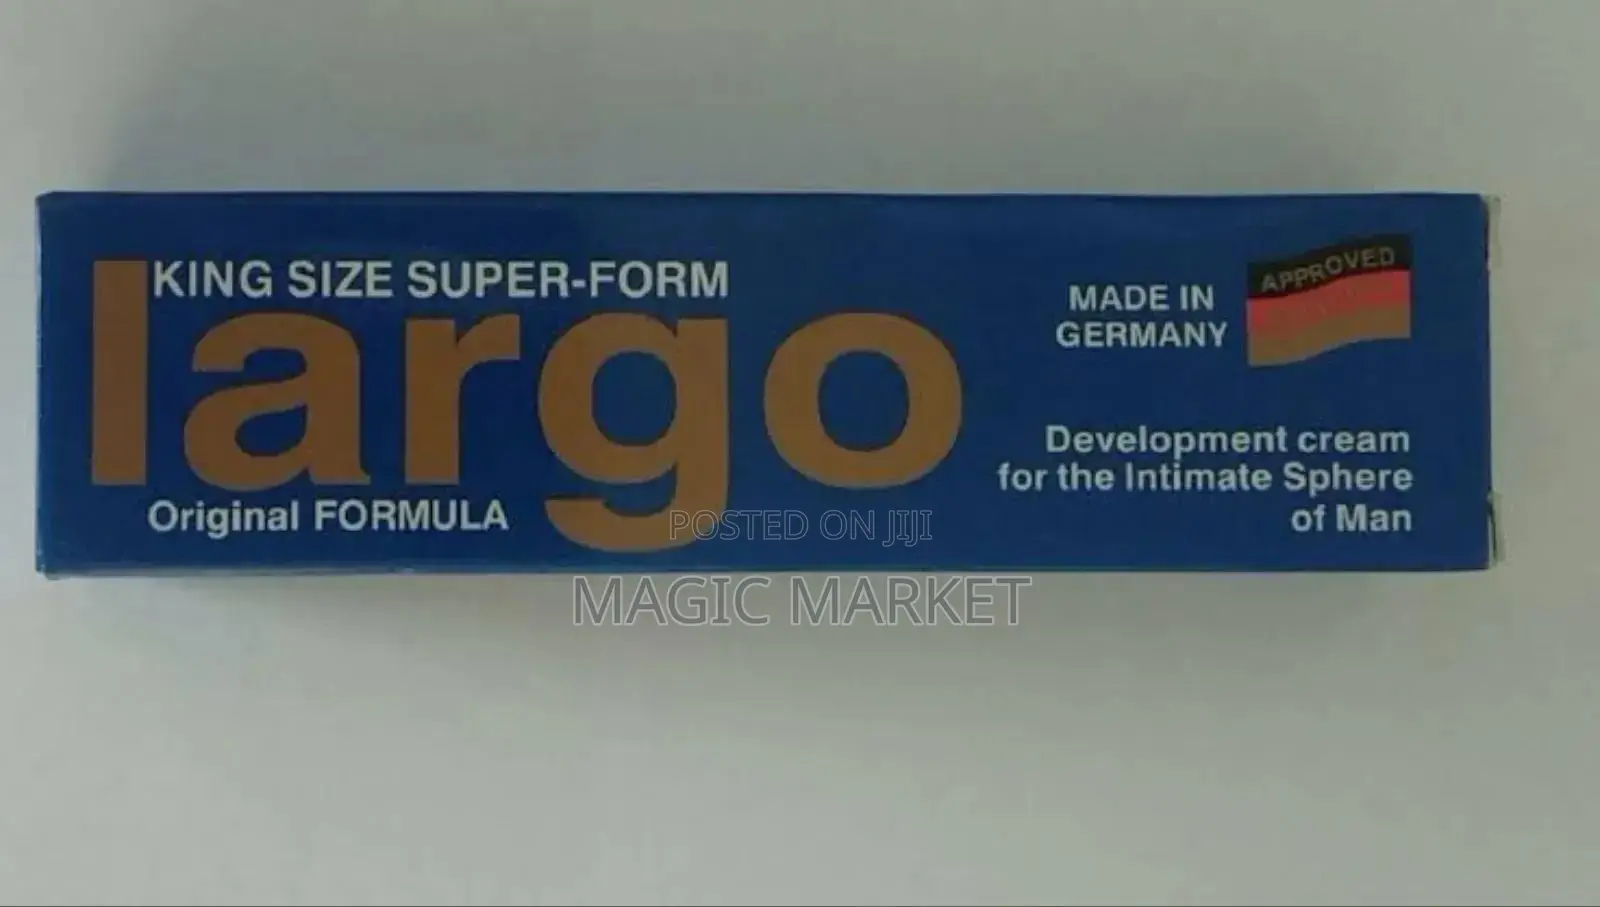 KING SIZE SUPER-FORM
largo
Original FORMULA
MADE IN
GERMANY
APPROVED
Development cream
for the Intimate Sphere
of Man
POSTED ON JIJI
MAGIC MARKET